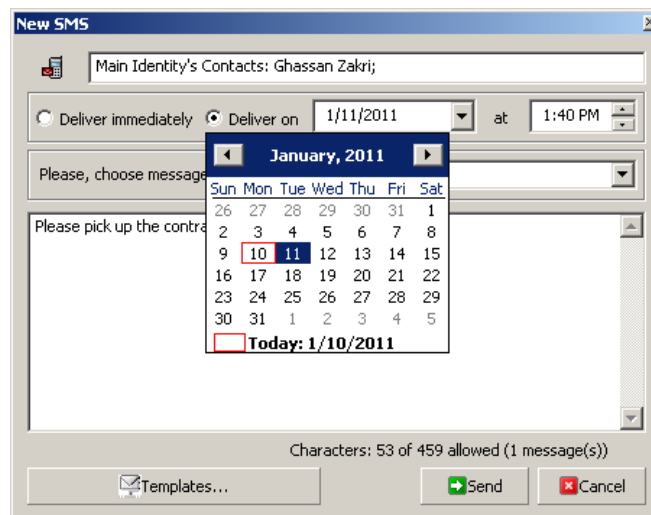 New SMS
Main Identity's Contacts: Ghassan Zakri;
Deliver immediately Deliver on 1/11/2011 at 1:40 PM
January, 2011
Please, choose message
Sun Mon Tue Wed Thu Fri Sat
26 27 28 29 30 31 1
Please pick up the contra
2 3 4 5 6 7 8
9 10 11 12 13 14 15
16 17 18 19 20 21 22
23 24 25 26 27 28 29
30 31 1 2 3 4 5
Today: 1/10/2011
Characters: 53 of 459 allowed (1 message(s))
Templates... Send Cancel